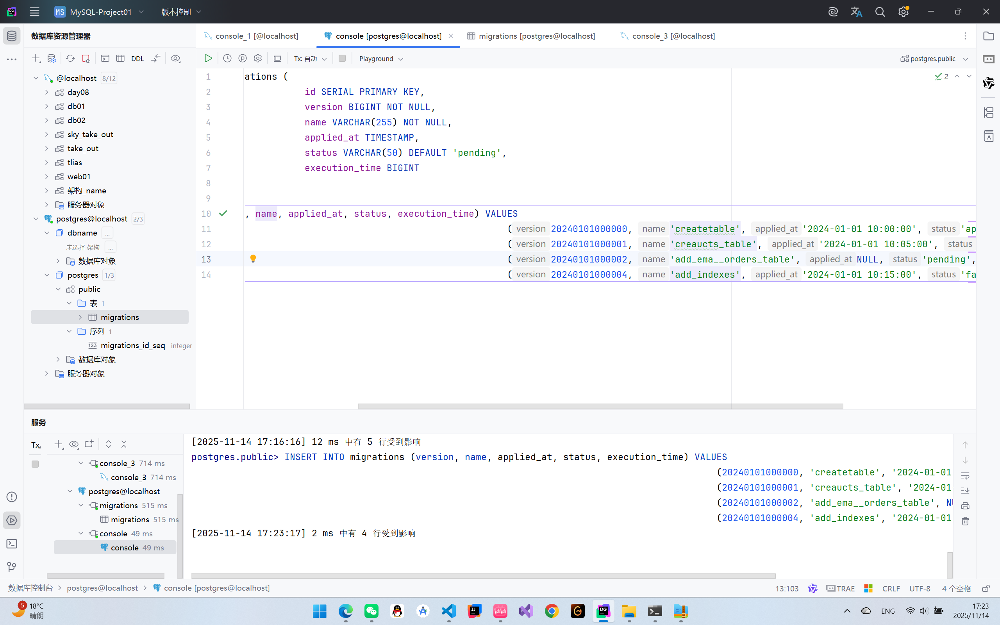 MS MySQL-Project01 版本控制
数据库资源管理器
DDL
@localhost 8/12
day08
db01
db02
sky_take_out
take_out
tlias
web01
架构_name
服务器对象
postgres@localhost 2/3
dbname ...
未选择 架构 ...
数据库对象
postgres 1/3
public
表 1
migrations
序列 1
123 migrations_id_seq integer
数据库对象
服务器对象
console_1 [@localhost] console [postgres@localhost] migrations [postgres@localhost] console_3 [@localhost]
Tx: 自动 Playground postgres.public
2
1 ations (
2 id SERIAL PRIMARY KEY,
3 version BIGINT NOT NULL,
4 name VARCHAR(255) NOT NULL,
5 applied_at TIMESTAMP,
6 status VARCHAR(50) DEFAULT 'pending',
7 execution_time BIGINT
8
9
10 , name, applied_at, status, execution_time) VALUES
11 ( version 20240101000000, name 'createtable', applied_at '2024-01-01 10:00:00', status 'ap
12 ( version 20240101000001, name 'creaucts_table', applied_at '2024-01-01 10:05:00', status
13 ( version 20240101000002, name 'add_ema__orders_table', applied_at NULL, status 'pending',
14 ( version 20240101000004, name 'add_indexes', applied_at '2024-01-01 10:15:00', status 'fa
服务
Tx
console_3 714 ms
console_3 714 ms
postgres@localhost
migrations 515 ms
migrations 515 ms
console 49 ms
console 49 ms
[2025-11-14 17:16:16] 12 ms 中有 5 行受到影响
postgres.public> INSERT INTO migrations (version, name, applied_at, status, execution_time) VALUES
(20240101000000, 'createtable', '2024-01-01
(20240101000001, 'creaucts_table', '2024-01-
(20240101000002, 'add_ema__orders_table', NU
(20240101000004, 'add_indexes', '2024-01-01
[2025-11-14 17:23:17] 2 ms 中有 4 行受到影响
数据库控制台 > postgres@localhost > console [postgres@localhost]
13:103 TRAE CRLF UTF-8 4 个空格
5 18°C
晴朗
ENG
17:23
2025/11/14